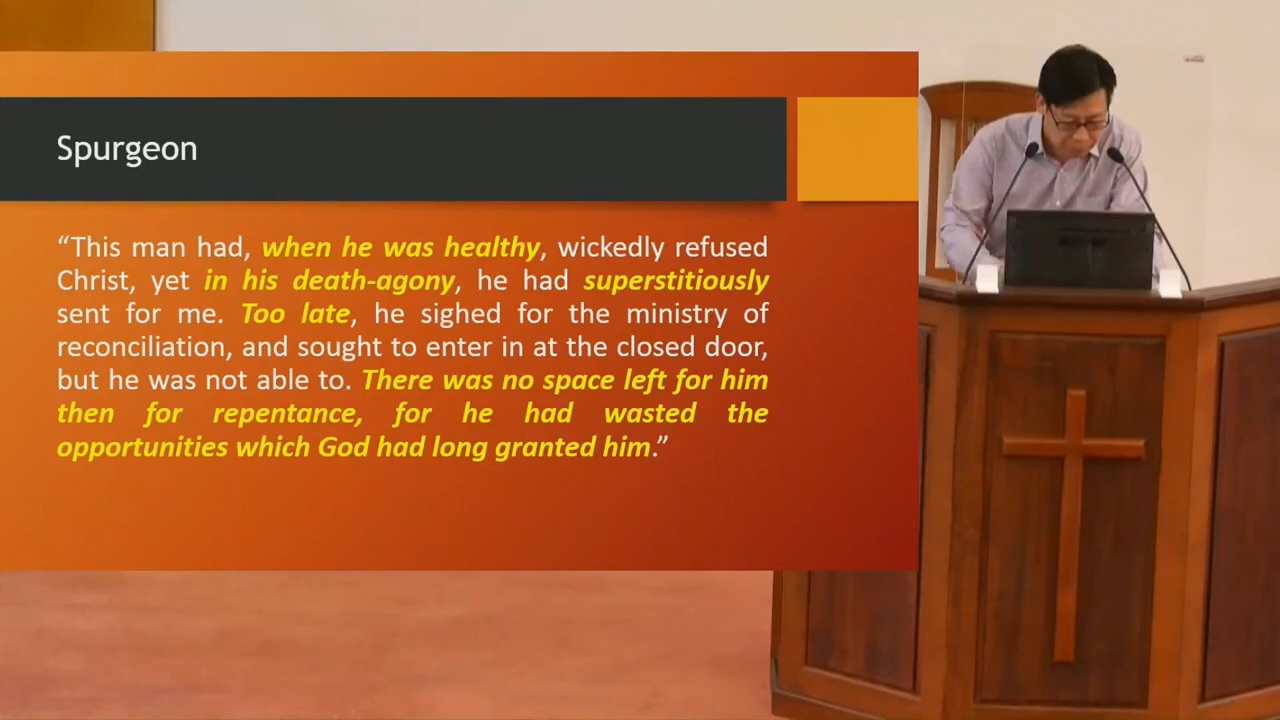 Spurgeon
“This man had, when he was healthy, wickedly refused
Christ, yet in his death-agony, he had superstitiously
sent for me. Too late, he sighed for the ministry of
reconciliation, and sought to enter in at the closed door,
but he was not able to. There was no space left for him
then for repentance, for he had wasted the
opportunities which God had long granted him.”